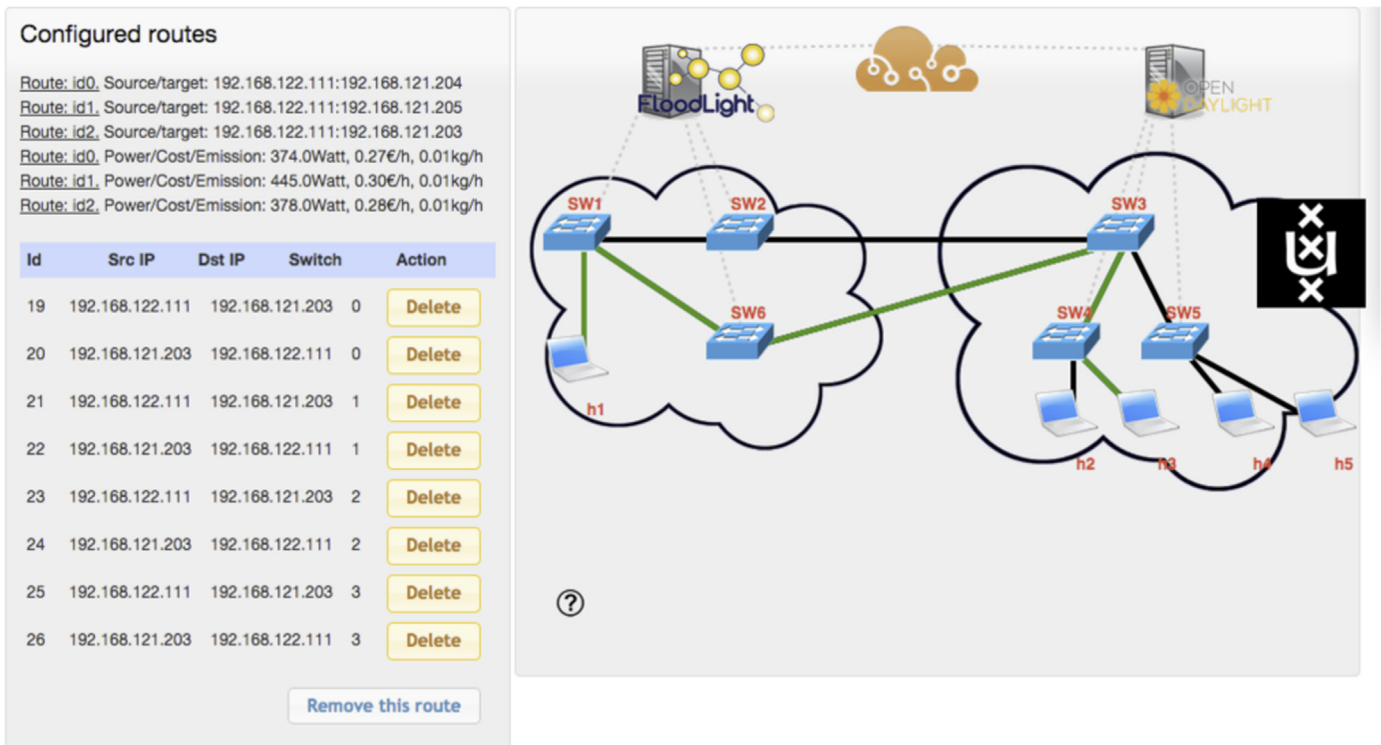 Configured routes
Route: id0. Source/target: 192.168.122.111:192.168.121.204
Route: id1. Source/target: 192.168.122.111:192.168.121.205
Route: id2. Source/target: 192.168.122.111:192.168.121.203
Route: id0. Power/Cost/Emission: 374.0Watt, 0.27€/h, 0.01kg/h
Route: id1. Power/Cost/Emission: 445.0Watt, 0.30€/h, 0.01kg/h
Route: id2. Power/Cost/Emission: 378.0Watt, 0.28€/h, 0.01kg/h
Id Src IP Dst IP Switch Action
19 192.168.122.111 192.168.121.203 0 Delete
20 192.168.121.203 192.168.122.111 0 Delete
21 192.168.122.111 192.168.121.203 1 Delete
22 192.168.121.203 192.168.122.111 1 Delete
23 192.168.122.111 192.168.121.203 2 Delete
24 192.168.121.203 192.168.122.111 2 Delete
25 192.168.122.111 192.168.121.203 3 Delete
26 192.168.121.203 192.168.122.111 3 Delete
Remove this route
FloodLight
OPEN
DAYLIGHT
SW1 SW2 SW3
SW6 SW4 SW5
h1
h2 h3 h4 h5
X
U
X
X
?